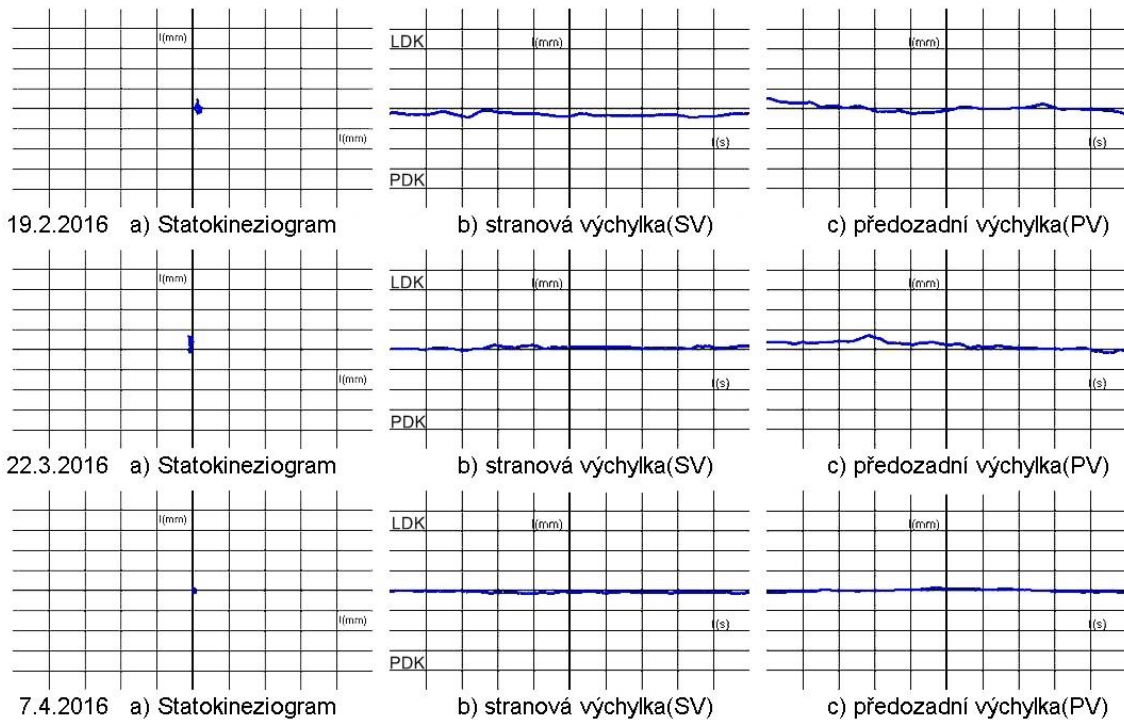 l(mm)
l(mm)
LDK
l(mm)
l(s)
PDK
l(mm)
l(s)
19.2.2016 a) Statokineziogram b) stranová výchylka(SV) c) předozadní výchylka(PV)
l(mm)
l(mm)
LDK
l(mm)
l(s)
PDK
l(mm)
l(s)
22.3.2016 a) Statokineziogram b) stranová výchylka(SV) c) předozadní výchylka(PV)
l(mm)
l(mm)
LDK
l(mm)
l(s)
PDK
l(mm)
l(s)
7.4.2016 a) Statokineziogram b) stranová výchylka(SV) c) předozadní výchylka(PV)